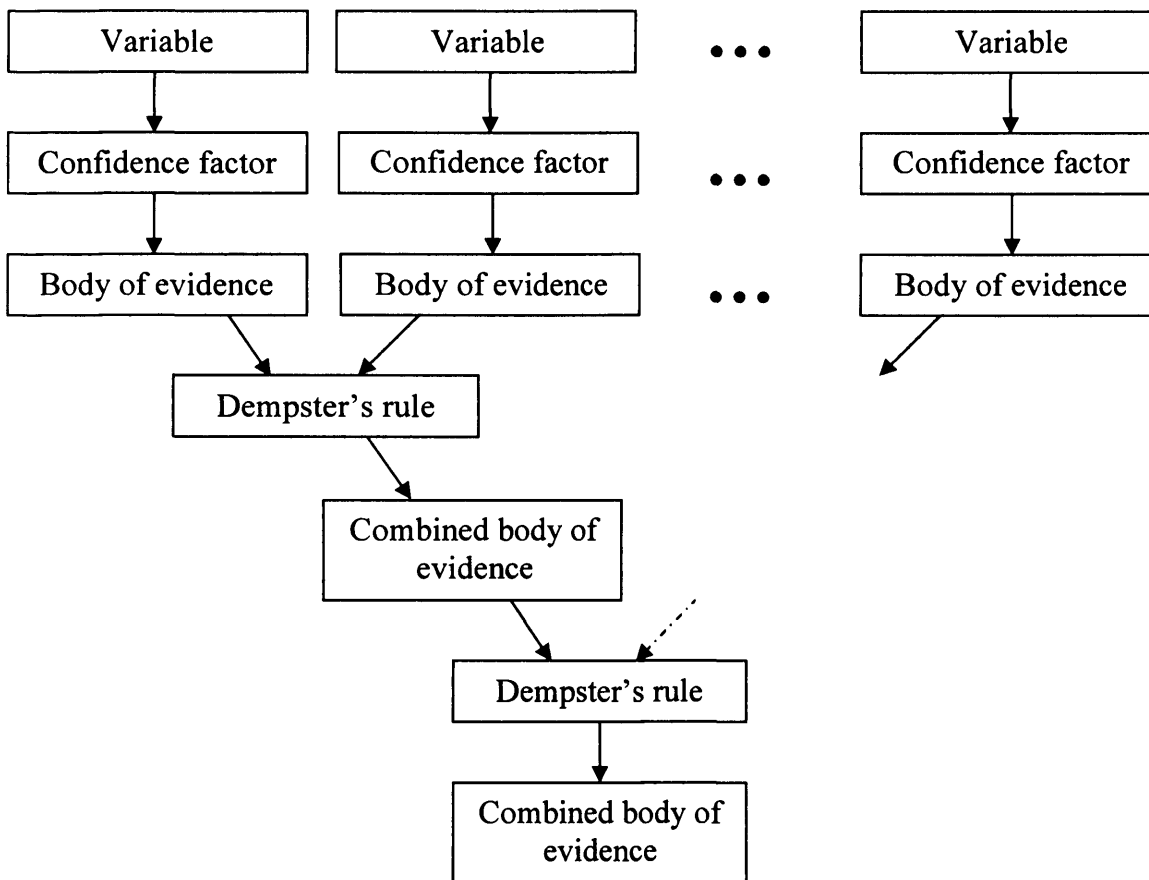 Variable
Variable
Variable
Confidence factor
Confidence factor
Confidence factor
Body of evidence
Body of evidence
Body of evidence
Dempster's rule
Combined body of
evidence
Dempster's rule
Combined body of
evidence